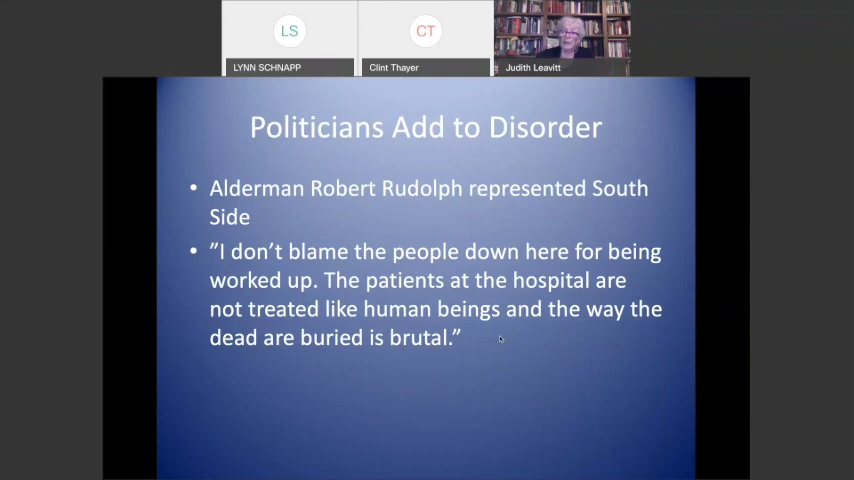 LS
CT
LYNN SCHNAPP
Clint Thayer
Judith Leavitt
Politicians Add to Disorder
• Alderman Robert Rudolph represented South
Side
• ”I don’t blame the people down here for being
worked up. The patients at the hospital are
not treated like human beings and the way the
dead are buried is brutal.”